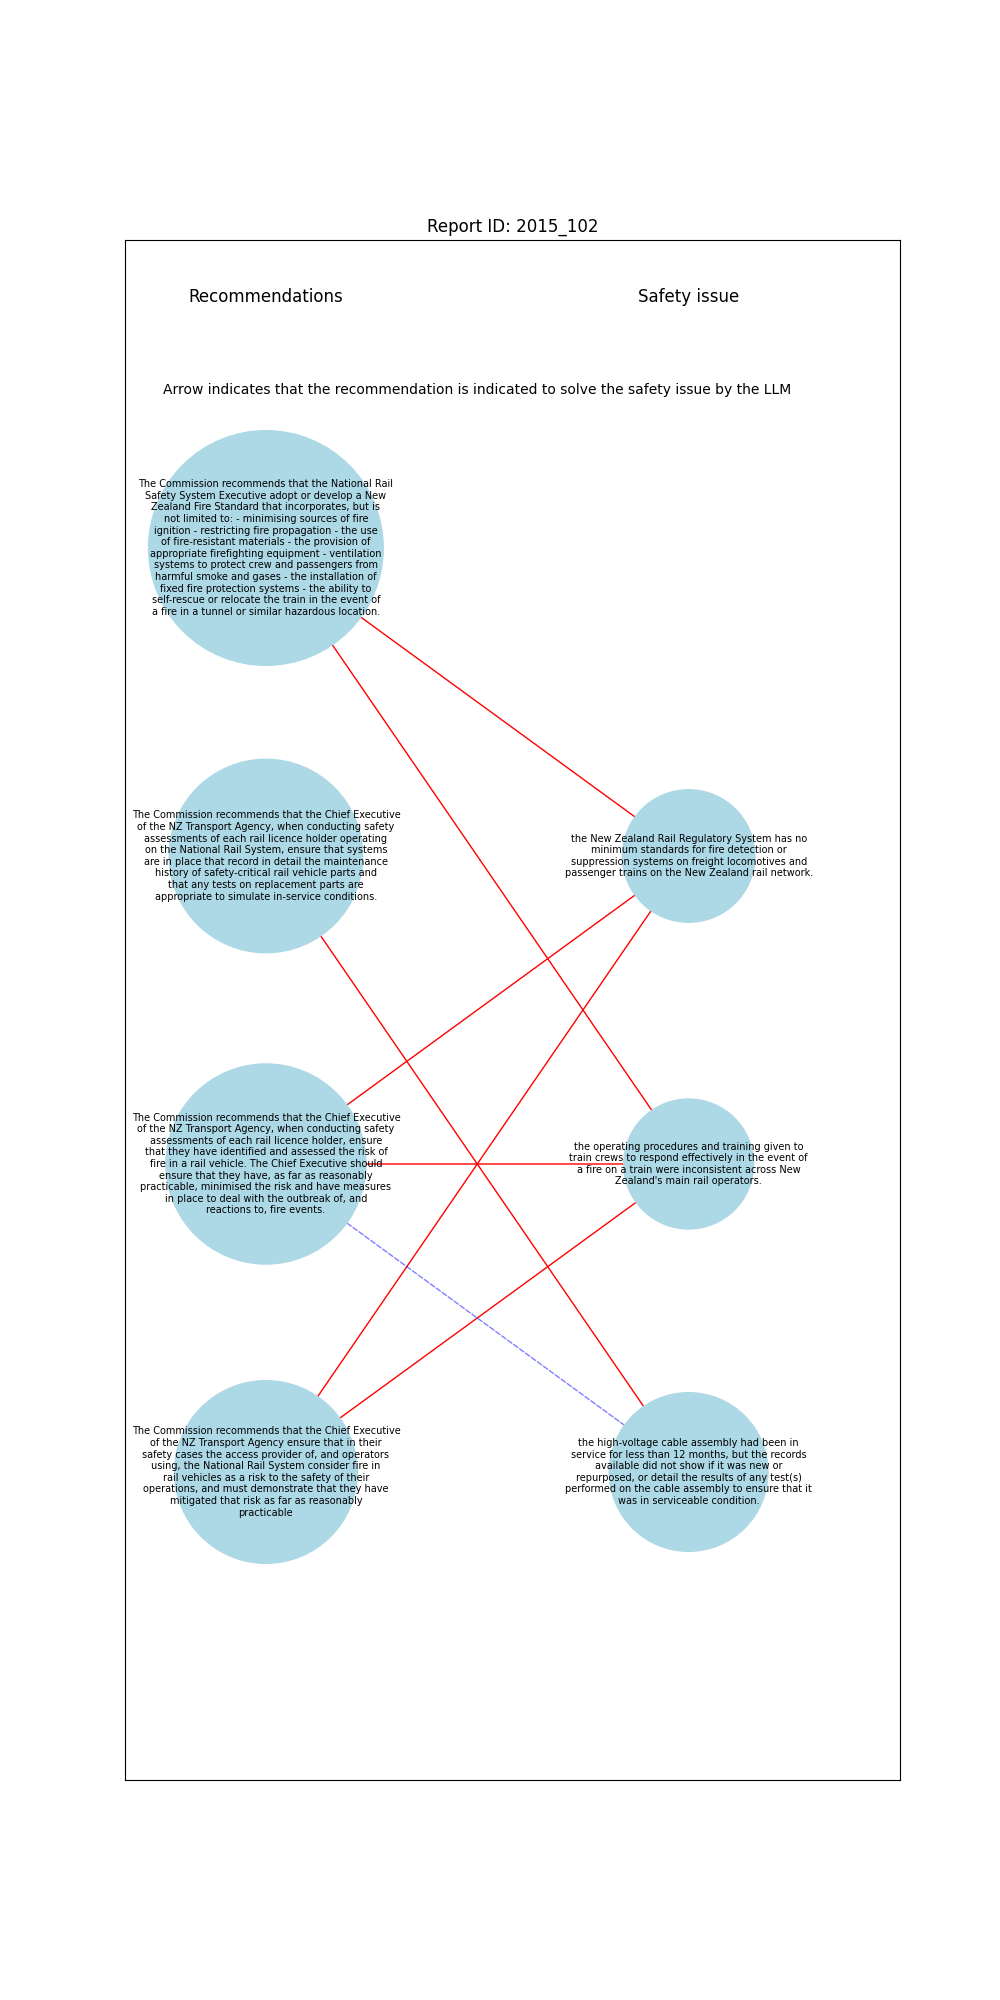 Report ID: 2015_102
Recommendations
Safety issue
Arrow indicates that the recommendation is indicated to solve the safety issue by the LLM
The Commission recommends that the National Rail
Safety System Executive adopt or develop a New
Zealand Fire Standard that incorporates, but is
not limited to: - minimising sources of fire
ignition - restricting fire propagation - the use
of fire-resistant materials - the provision of
appropriate firefighting equipment - ventilation
systems to protect crew and passengers from
harmful smoke and gases - the installation of
fixed fire protection systems - the ability to
self-rescue or relocate the train in the event of
a fire in a tunnel or similar hazardous location.
The Commission recommends that the Chief Executive
of the NZ Transport Agency, when conducting safety
assessments of each rail licence holder operating
on the National Rail System, ensure that systems
are in place that record in detail the maintenance
history of safety-critical rail vehicle parts and
that any tests on replacement parts are
appropriate to simulate in-service conditions.
the New Zealand Rail Regulatory System has no
minimum standards for fire detection or
suppression systems on freight locomotives and
passenger trains on the New Zealand rail network.
The Commission recommends that the Chief Executive
of the NZ Transport Agency, when conducting safety
assessments of each rail licence holder, ensure
that they have identified and assessed the risk of
fire in a rail vehicle. The Chief Executive should
ensure that they have, as far as reasonably
practicable, minimised the risk and have measures
in place to deal with the outbreak of, and
reactions to, fire events.
the operating procedures and training given to
train crews to respond effectively in the event of
a fire on a train were inconsistent across New
Zealand's main rail operators.
The Commission recommends that the Chief Executive
of the NZ Transport Agency ensure that in their
safety cases the access provider of, and operators
using, the National Rail System consider fire in
rail vehicles as a risk to the safety of their
operations, and must demonstrate that they have
mitigated that risk as far as reasonably
practicable
the high-voltage cable assembly had been in
service for less than 12 months, but the records
available did not show if it was new or
repurposed, or detail the results of any test(s)
performed on the cable assembly to ensure that it
was in serviceable condition.